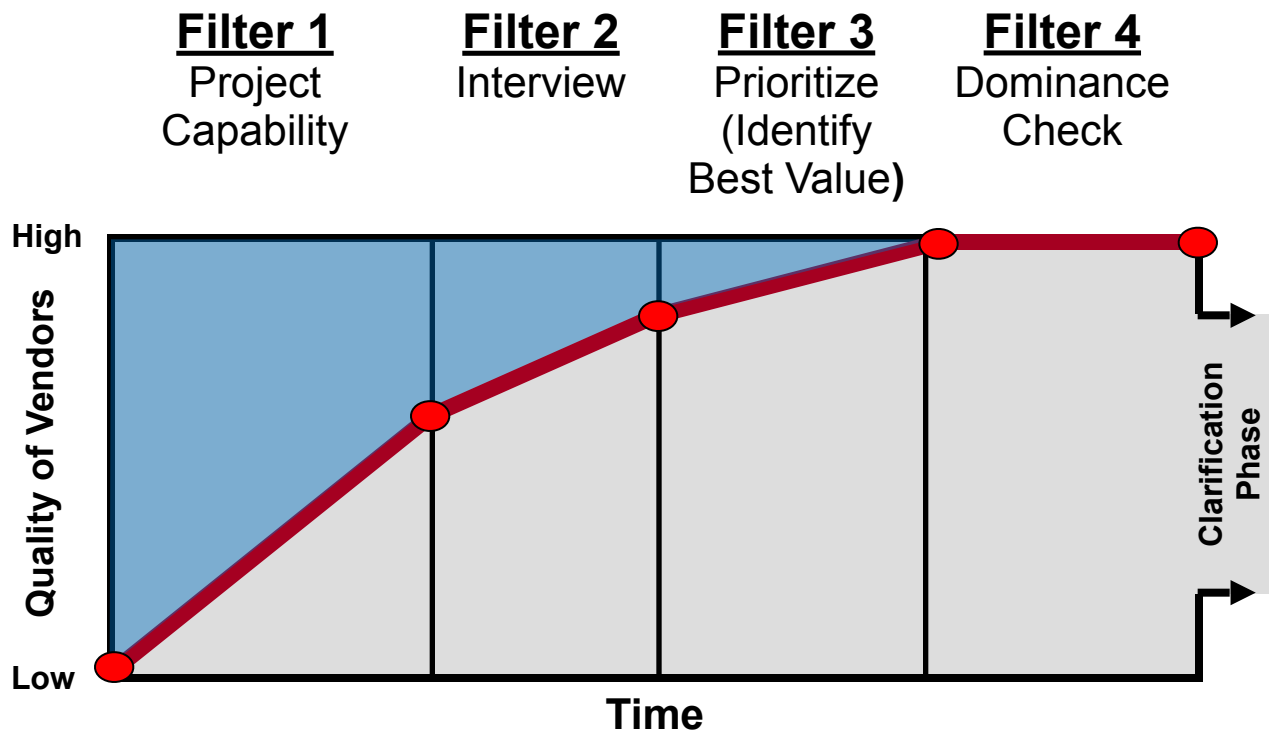 Filter 1
Project
Capability
Filter 2
Interview
Filter 3
Prioritize
(Identify
Best Value)
Filter 4
Dominance
Check
High
Quality of Vendors
Low
Time
Clarification
Phase